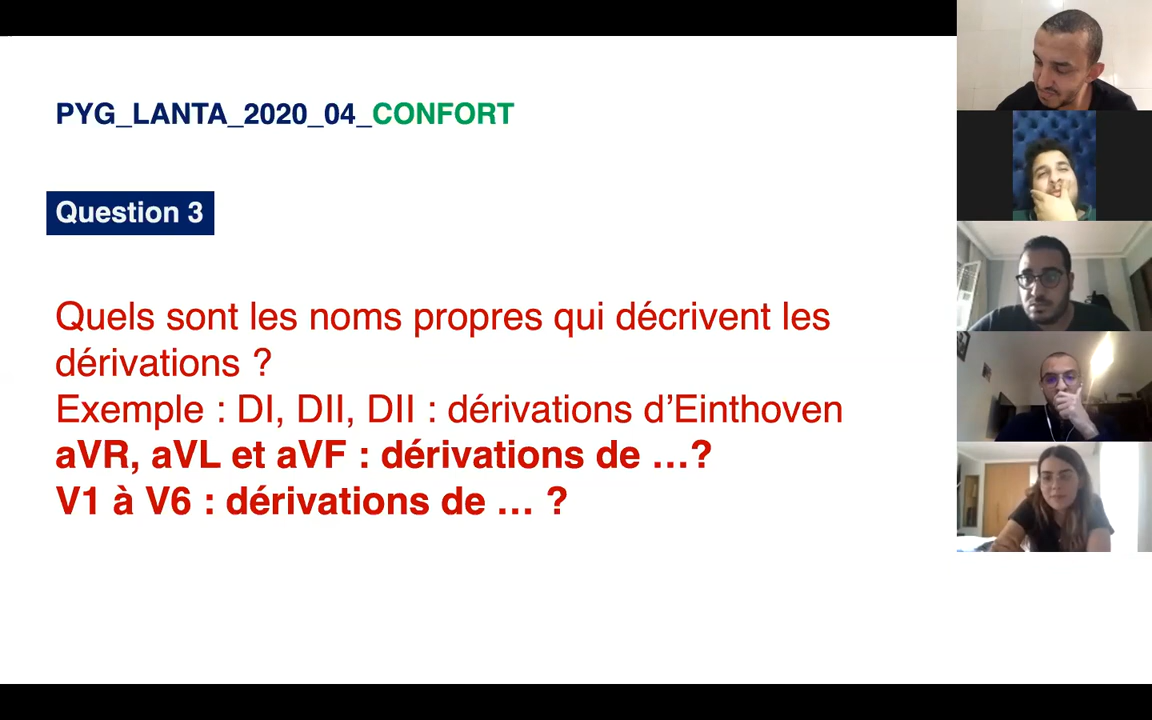 PYG_LANTA_2020_04_CONFORT
Question 3
Quels sont les noms propres qui décrivent les
dérivations ?
Exemple : DI, DII, DII : dérivations d’Einthoven
aVR, aVL et aVF : dérivations de …?
V1 à V6 : dérivations de … ?